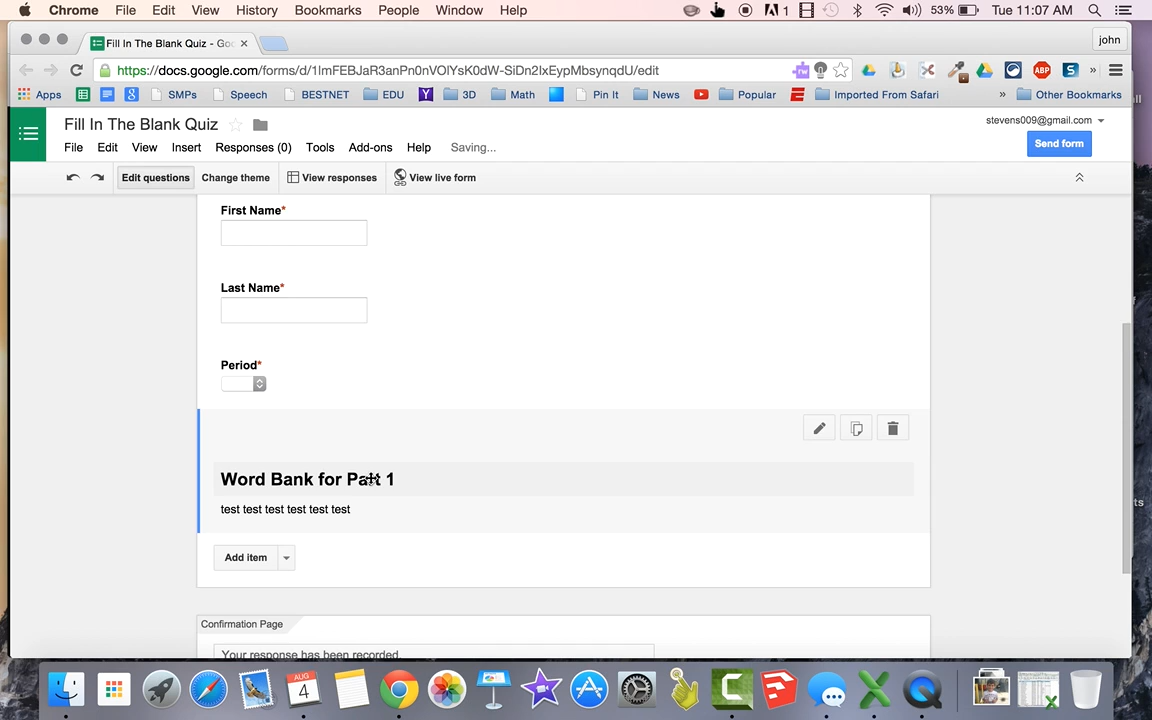 Chrome File Edit View History Bookmarks People Window Help 1 53% Tue 11:07 AM
Fill In The Blank Quiz - Goo john
https://docs.google.com/forms/d/1lmFEBJaR3anPn0nVOlYsK0dW-SiDn2lxEypMbsynqdU/edit
Apps SMPs Speech BESTNET EDU 3D Math Pin It News Popular Imported From Safari » Other Bookmarks
Fill In The Blank Quiz
stevens009@gmail.com
File Edit View Insert Responses (0) Tools Add-ons Help Saving...
Send form
Edit questions Change theme View responses View live form
First Name*
Last Name*
Period*
Word Bank for Part 1
test test test test test test
Add item
Confirmation Page
Your response has been recorded.
AUG
4